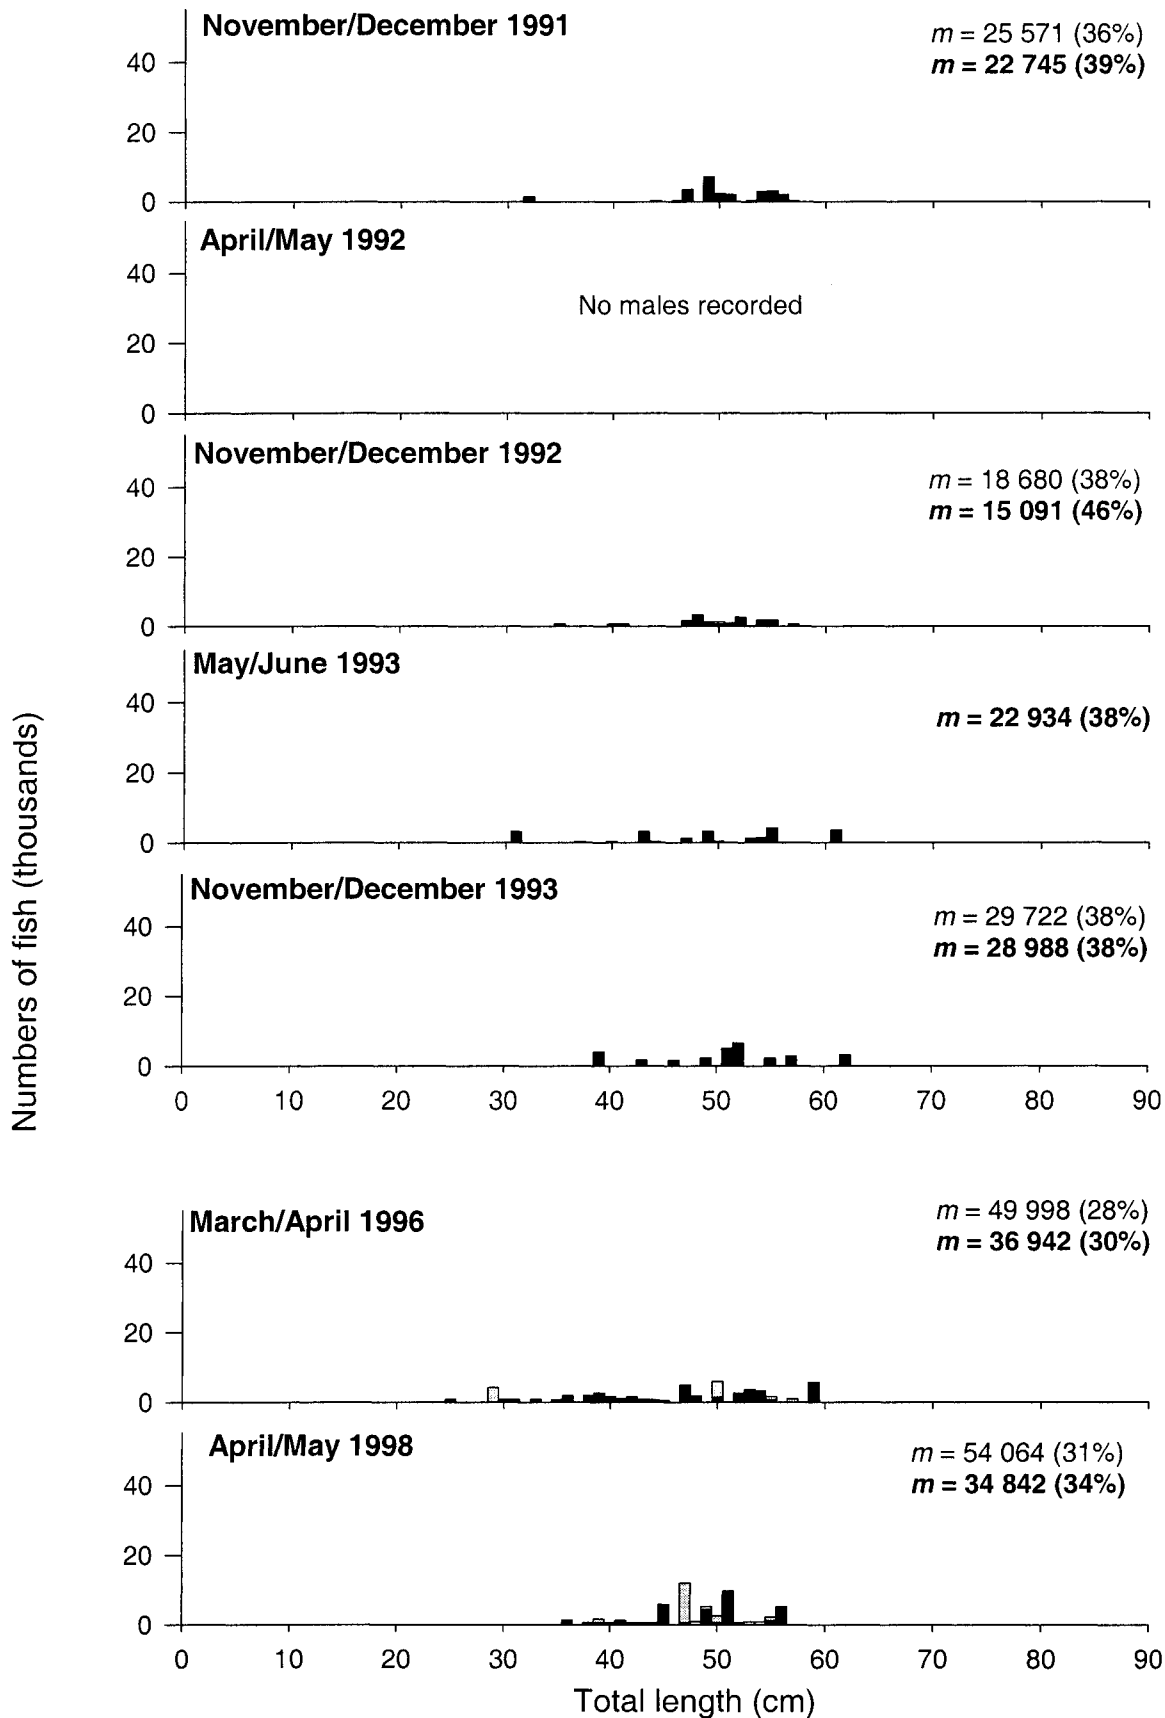 November/December 1991
m = 25 571 (36%)
m = 22 745 (39%)
40
20
0
April/May 1992
40
No males recorded
20
0
November/December 1992
m = 18 680 (38%)
40
m = 15 091 (46%)
20
0
May/June 1993
40
m = 22 934 (38%)
20
0
November/December 1993
m = 29 722 (38%)
40
m = 28 988 (38%)
20
0
0 10 20 30 40 50 60 70 80 90
Numbers of fish (thousands)
March/April 1996
m = 49 998 (28%)
m = 36 942 (30%)
40
20
0
April/May 1998
m = 54 064 (31%)
40
m = 34 842 (34%)
20
0
0 10 20 30 40 50 60 70 80 90
Total length (cm)